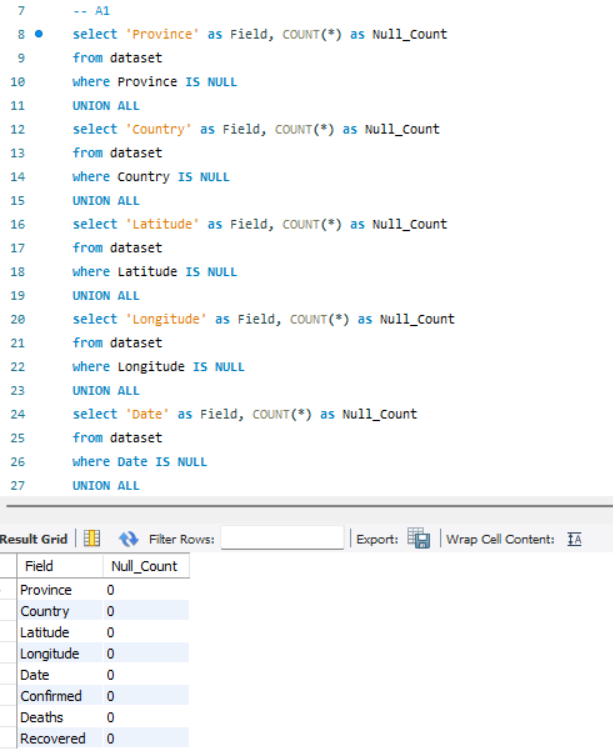 7 -- A1
8 select 'Province' as Field, COUNT(*) as Null_Count
9 from dataset
10 where Province IS NULL
11 UNION ALL
12 select 'Country' as Field, COUNT(*) as Null_Count
13 from dataset
14 where Country IS NULL
15 UNION ALL
16 select 'Latitude' as Field, COUNT(*) as Null_Count
17 from dataset
18 where Latitude IS NULL
19 UNION ALL
20 select 'Longitude' as Field, COUNT(*) as Null_Count
21 from dataset
22 where Longitude IS NULL
23 UNION ALL
24 select 'Date' as Field, COUNT(*) as Null_Count
25 from dataset
26 where Date IS NULL
27 UNION ALL
Result Grid Filter Rows: Export: Wrap Cell Content: IA
Field Null_Count
Province 0
Country 0
Latitude 0
Longitude 0
Date 0
Confirmed 0
Deaths 0
Recovered 0